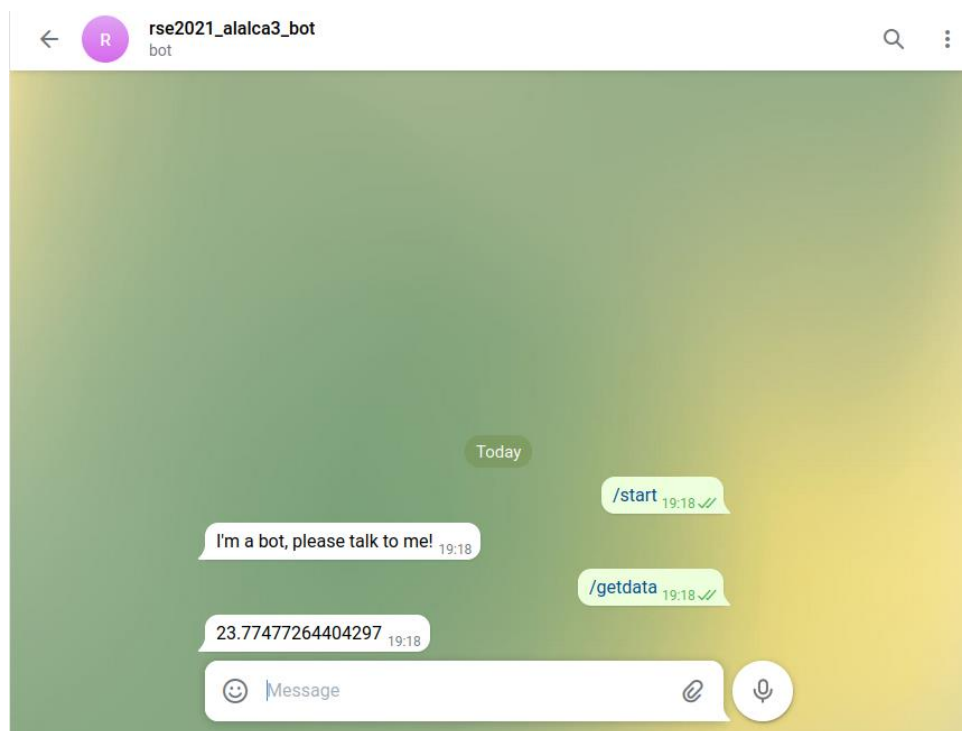 R
rse2021_alalca3_bot
bot
Today
/start 19:18
I'm a bot, please talk to me! 19:18
/getdata 19:18
23.77477264404297 19:18
Message